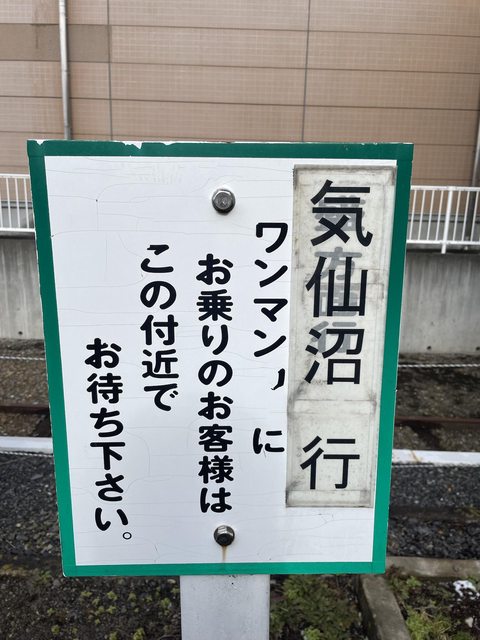 気仙沼 行
ワンマンノに
お乗りのお客様は
この付近で
お待ち下さい。